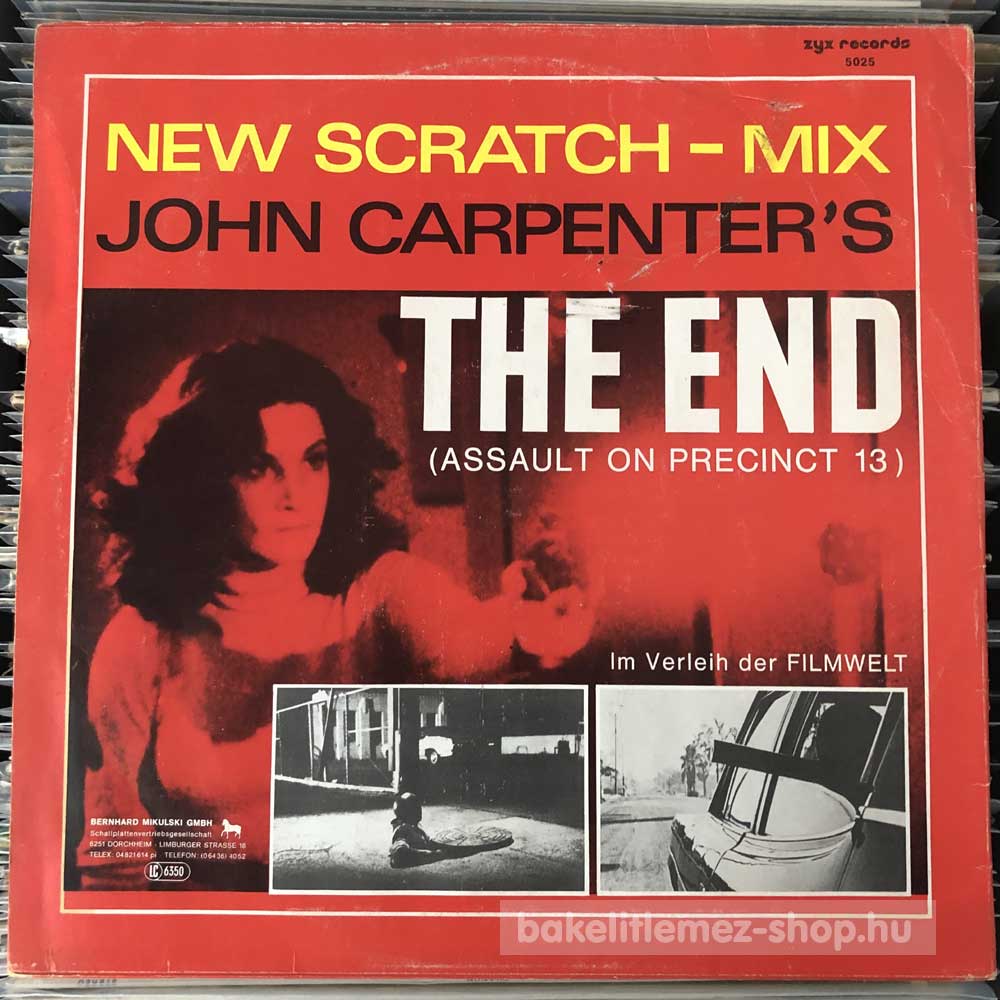 zyx records
5025
NEW SCRATCH - MIX
JOHN CARPENTER'S
THE END
(ASSAULT ON PRECINCT 13)
Im Verleih der FILMWELT
BERNHARD MIKULSKI GMBH
Schallplattenvertriebsgesellschaft
6251 DORCHHEIM · LIMBURGER STRASSE 18
TELEX: 04821614 pi TELEFON: (06436) 4052
LC 6350
bakelitlemez-shop.hu